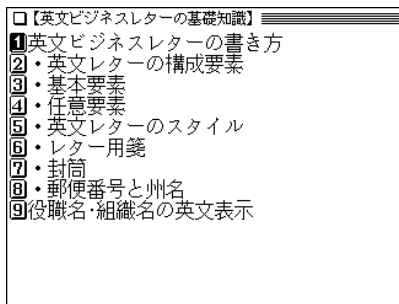 □【英文ビジネスレターの基礎知識】
1英文ビジネスレターの書き方
2・英文レターの構成要素
3・基本要素
4・任意要素
5・英文レターのスタイル
6・レター用箋
7・封筒
8・郵便番号と州名
9役職名・組織名の英文表示